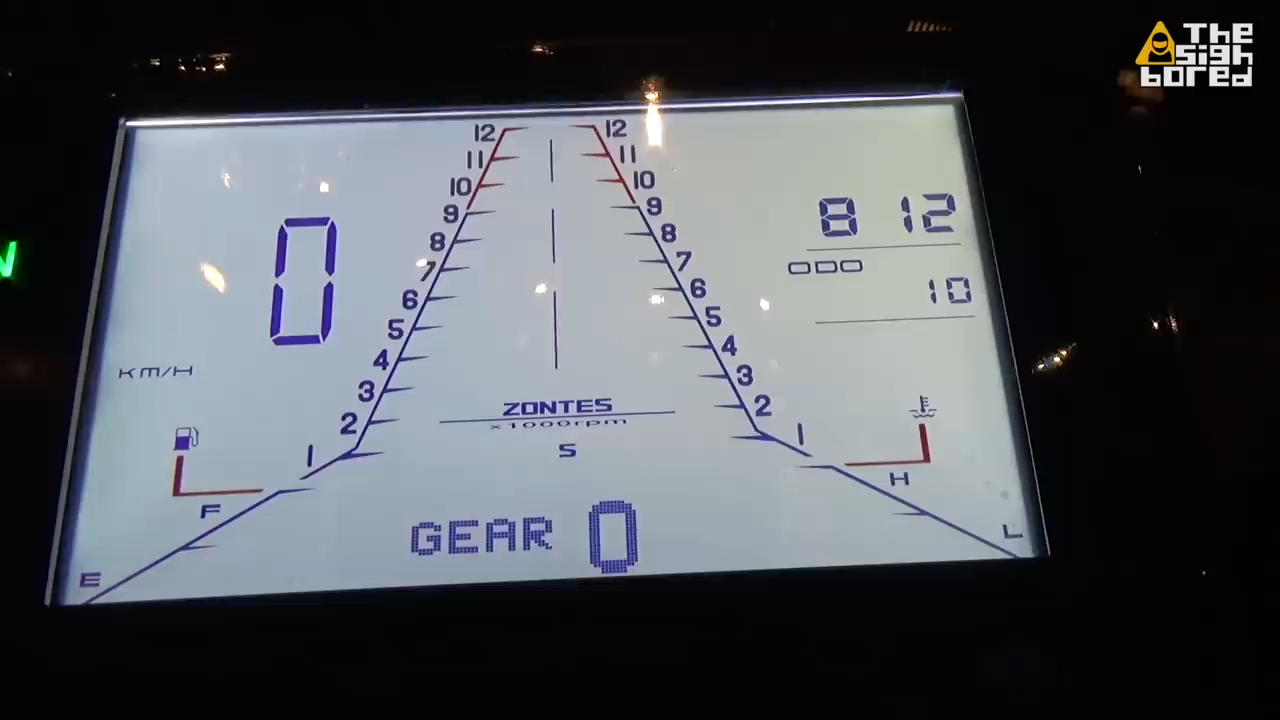 The
sigh
bored
N
0
KM/H
12 11 10 9 8 7 6 5 4 3 2 1
12 11 10 9 8 7 6 5 4 3 2 1
8 12
ODO
10
ZONTES
x1000rpm
S
F
E
H
L
GEAR 0